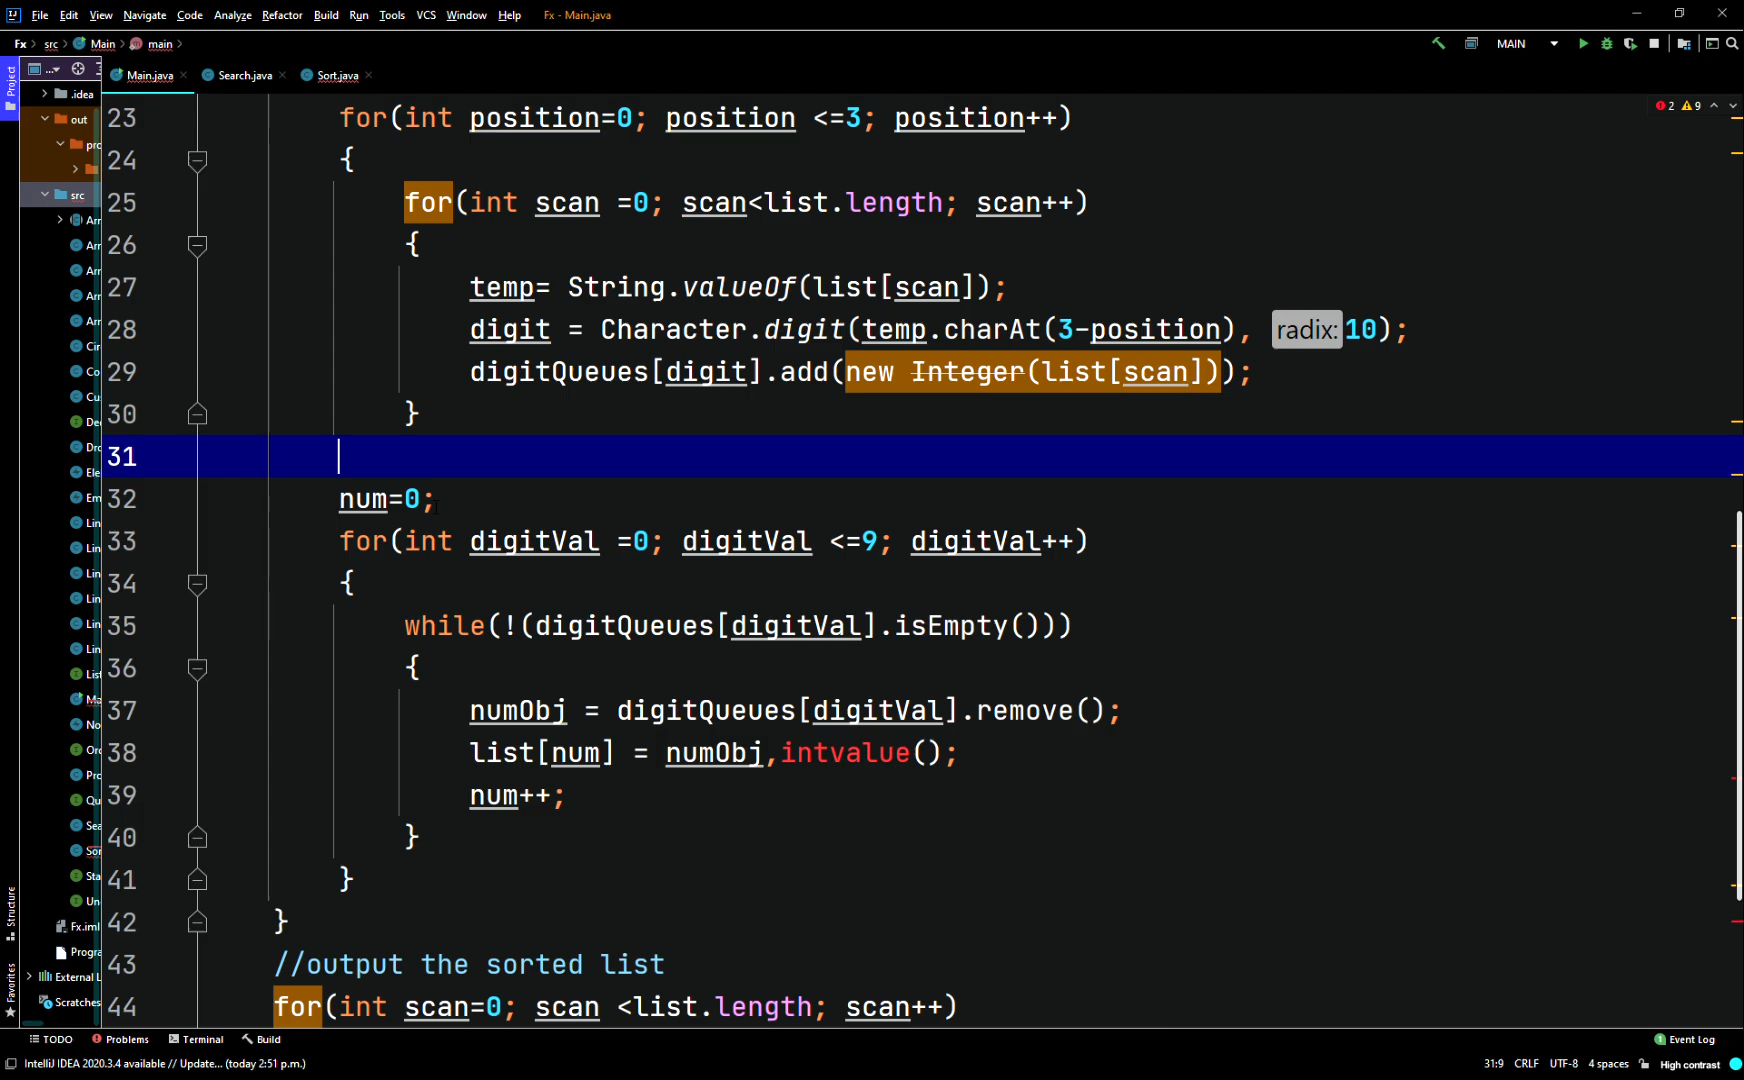 File Edit View Navigate Code Analyze Refactor Build Run Tools VCS Window Help Fx - Main.java
Fx src Main main MAIN
Project ... Main.java Search.java Sort.java
.idea
out
src
2 9
23 for(int position=0; position <=3; position++)
24 {
25 for(int scan =0; scan<list.length; scan++)
26 {
27 temp= String.valueOf(list[scan]);
28 digit = Character.digit(temp.charAt(3-position), radix: 10);
29 digitQueues[digit].add(new Integer(list[scan]));
30 }
31
32 num=0;
33 for(int digitVal =0; digitVal <=9; digitVal++)
34 {
35 while(!(digitQueues[digitVal].isEmpty()))
36 {
37 numObj = digitQueues[digitVal].remove();
38 list[num] = numObj,intvalue();
39 num++;
40 }
41 }
42 }
43 //output the sorted list
44 for(int scan=0; scan <list.length; scan++)
Fx.iml
Progra
External L
Scratches
Structure
Favorites
TODO Problems Terminal Build 1 Event Log
IntelliJ IDEA 2020.3.4 available // Update... (today 2:51 p.m.) 31:9 CRLF UTF-8 4 spaces High contrast